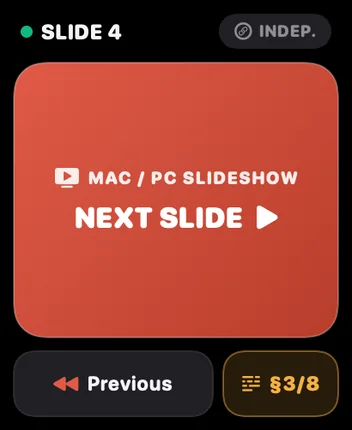 SLIDE 4
INDEP.
MAC / PC SLIDESHOW
NEXT SLIDE
Previous
§3/8